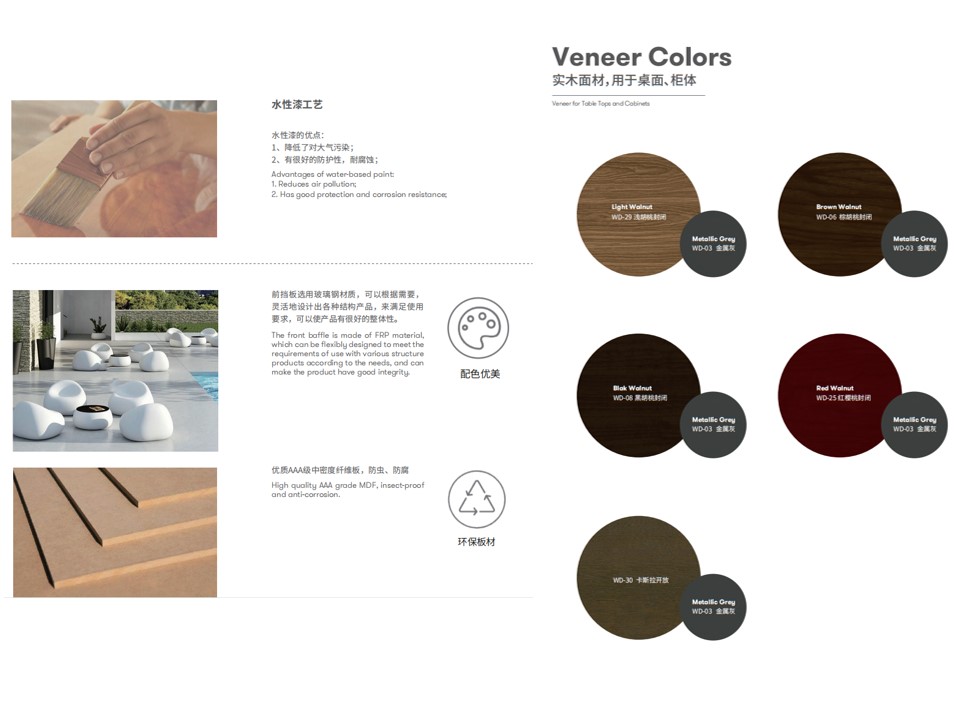 水性漆工艺
水性漆的优点：
1、降低了对大气污染；
2、有很好的防护性，耐腐蚀；
Advantages of water-based paint:
1. Reduces air pollution;
2. Has good protection and corrosion resistance;
前挡板选用玻璃钢材质，可以根据需要，
灵活地设计出各种结构产品，来满足使用
要求，可以使产品有很好的整体性。
The front baffle is made of FRP material,
which can be flexibly designed to meet the
requirements of use with various structure
products according to the needs, and can
make the product have good integrity.
配色优美
优质AAA级中密度纤维板，防虫、防腐
High quality AAA grade MDF, insect-proof
and anti-corrosion.
环保板材
Veneer Colors
实木面材，用于桌面、柜体
Veneer for Table Tops and Cabinets
Light Walnut
WD-29 浅胡桃封闭
Metallic Grey
WD-03 金属灰
Brown Walnut
WD-06 棕胡桃封闭
Metallic Grey
WD-03 金属灰
Blak Walnut
WD-08 黑胡桃封闭
Metallic Grey
WD-03 金属灰
Red Walnut
WD-25 红樱桃封闭
Metallic Grey
WD-03 金属灰
WD-30 卡斯拉开放
Metallic Grey
WD-03 金属灰